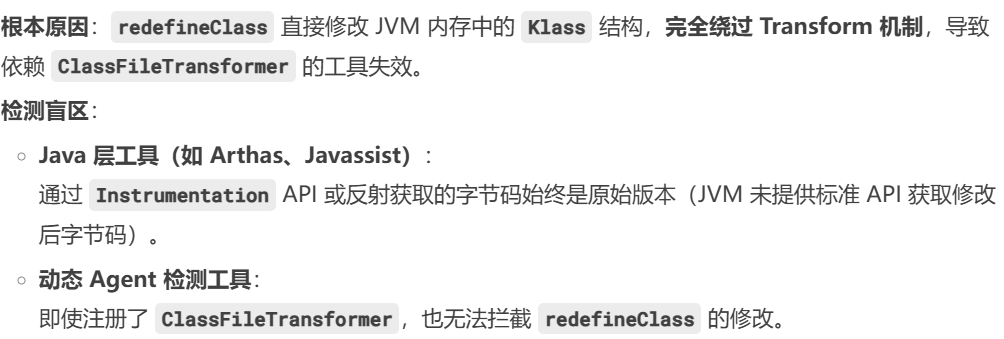 根本原因： redefineClass 直接修改 JVM 内存中的 Klass 结构，完全绕过 Transform 机制，导致
依赖 ClassFileTransformer 的工具失效。
检测盲区：
○ Java 层工具（如 Arthas、Javassist）：
通过 Instrumentation API 或反射获取的字节码始终是原始版本（JVM 未提供标准 API 获取修改
后字节码）。
○ 动态 Agent 检测工具：
即使注册了 ClassFileTransformer ，也无法拦截 redefineClass 的修改。